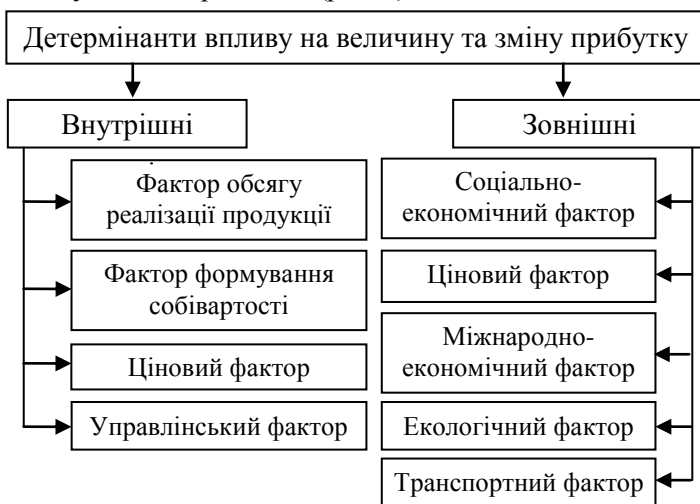 Детермінанти впливу на величину та зміну прибутку
Внутрішні
Фактор обсягу
реалізації продукції
Фактор формування
собівартості
Ціновий фактор
Управлінський фактор
Зовнішні
Соціально-
економічний фактор
Ціновий фактор
Міжнародно-
економічний фактор
Екологічний фактор
Транспортний фактор